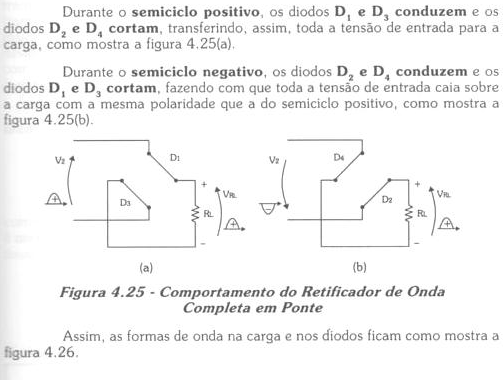 Durante o semiciclo positivo, os diodos D1 e D3 conduzem e os
diodos D2 e D4 cortam, transferindo, assim, toda a tensão de entrada para a
carga, como mostra a figura 4.25(a).
Durante o semiciclo negativo, os diodos D2 e D4 conduzem e os
diodos D1 e D3 cortam, fazendo com que toda a tensão de entrada caia sobre
a carga com a mesma polaridade que a do semiciclo positivo, como mostra a
figura 4.25(b).
V2
D1
D3
+
VRL
RL
+
+
-
(a)
V2
D4
D2
+
VRL
RL
-
+
-
(b)
Figura 4.25 - Comportamento do Retificador de Onda
Completa em Ponte
Assim, as formas de onda na carga e nos diodos ficam como mostra a
figura 4.26.